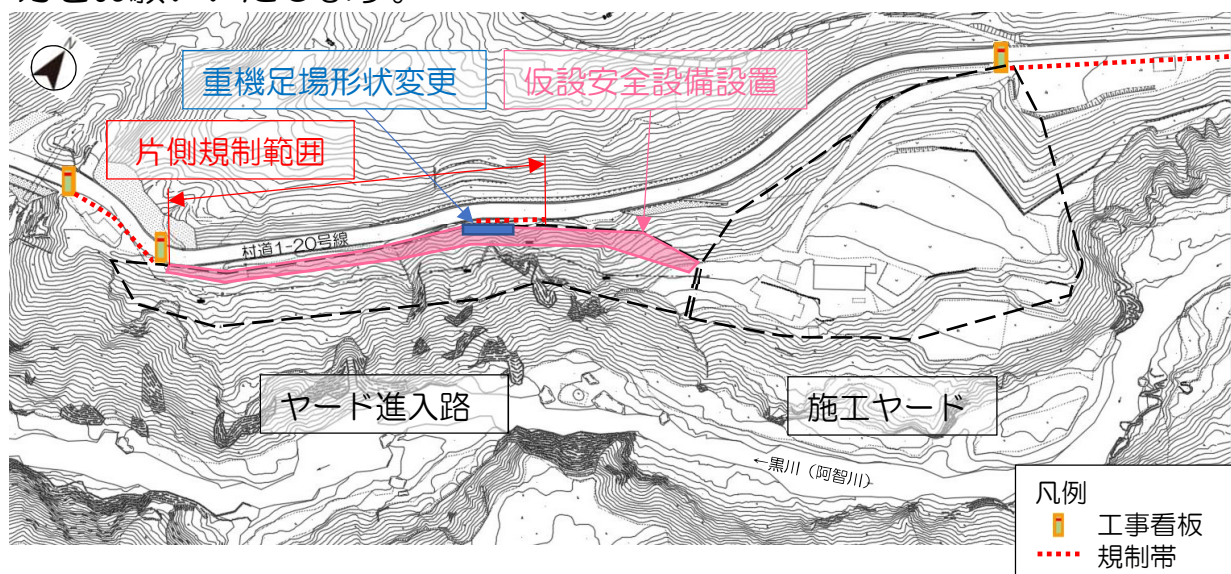 重機足場形状変更
仮設安全設備設置
片側規制範囲
村道1-20号線
ヤード進入路
施工ヤード
←黒川(阿智川)
凡例
工事看板
規制帯
N